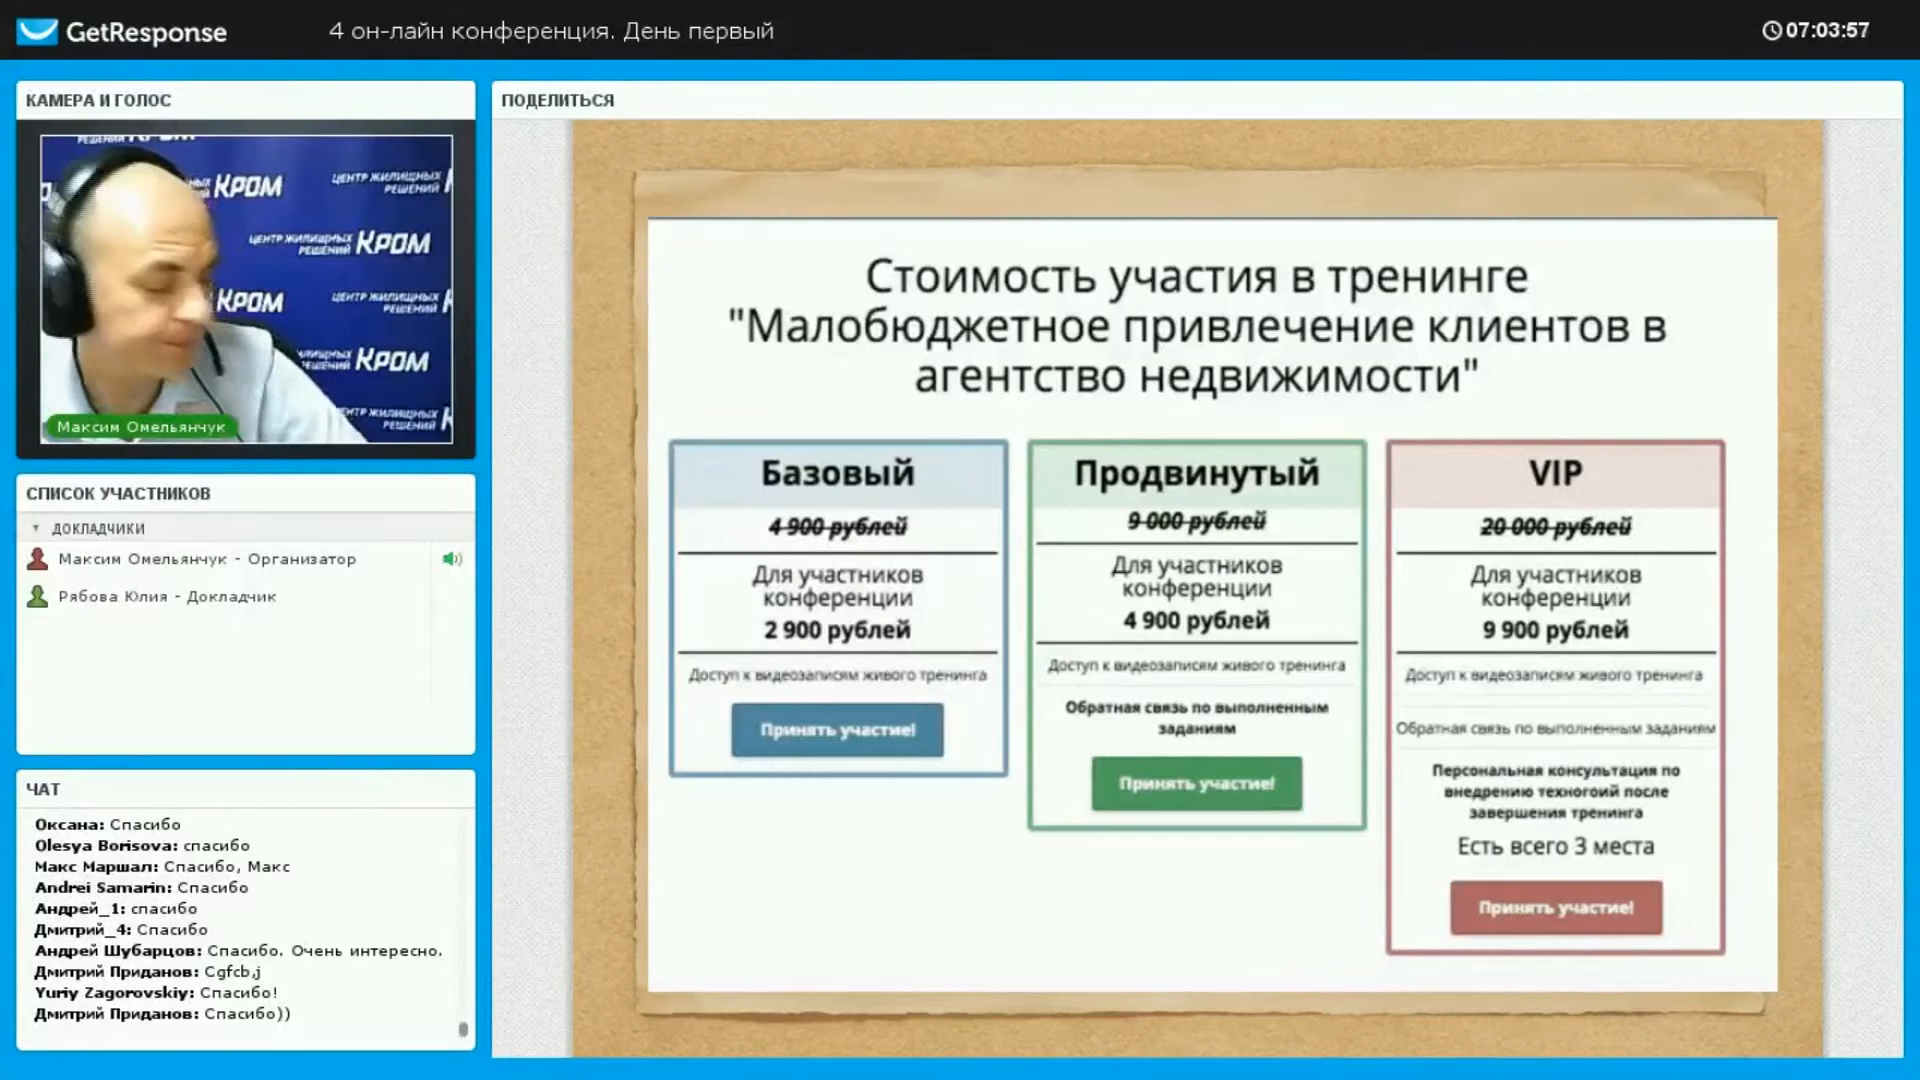 GetResponse
4 он-лайн конференция. День первый
07:03:57
КАМЕРА И ГОЛОС
РЕШЕНИЙ
КРОМ
ЦЕНТР ЖИЛИЩНЫХ
РЕШЕНИЙ
ЦЕНТР ЖИЛИЩНЫХ
РЕШЕНИЙ КРОМ
КРОМ
ЦЕНТР ЖИЛИЩНЫХ
РЕШЕНИЙ
КРОМ
Максим Омельянчук
СПИСОК УЧАСТНИКОВ
ДОКЛАДЧИКИ
Максим Омельянчук - Организатор
Рябова Юлия - Докладчик
ЧАТ
Оксана: Спасибо
Olesya Borisova: спасибо
Макс Маршал: Спасибо, Макс
Andrei Samarin: Спасибо
Андрей_1: спасибо
Дмитрий_4: Спасибо
Андрей Шубарцов: Спасибо. Очень интересно.
Дмитрий Приданов: Cgfcb,j
Yuriy Zagorovskiy: Спасибо!
Дмитрий Приданов: Спасибо))
ПОДЕЛИТЬСЯ
Стоимость участия в тренинге
"Малобюджетное привлечение клиентов в
агентство недвижимости"
Базовый
4 900 рублей
Для участников
конференции
2 900 рублей
Доступ к видеозаписям живого тренинга
Принять участие!
Продвинутый
9 000 рублей
Для участников
конференции
4 900 рублей
Доступ к видеозаписям живого тренинга
Обратная связь по выполненным
заданиям
Принять участие!
VIP
20 000 рублей
Для участников
конференции
9 900 рублей
Доступ к видеозаписям живого тренинга
Обратная связь по выполненным заданиям
Персональная консультация по
внедрению техногоий после
завершения тренинга
Есть всего 3 места
Принять участие!